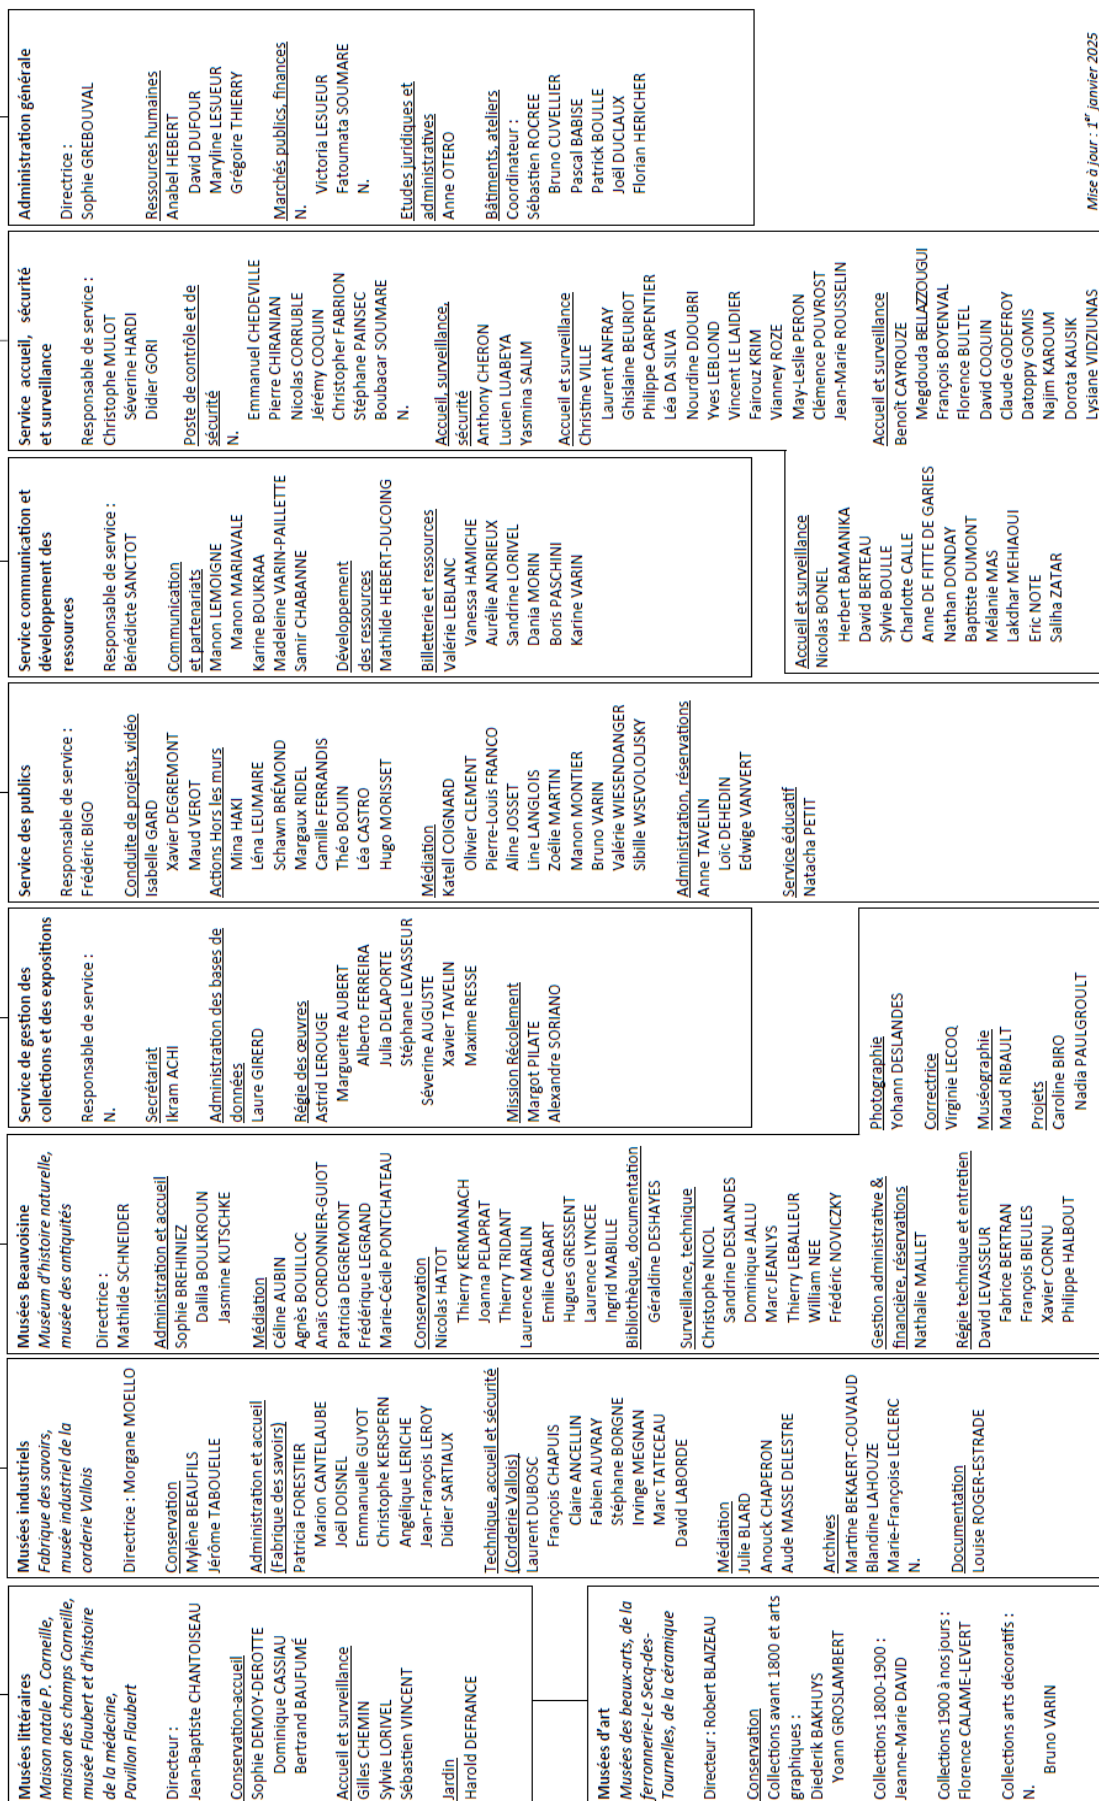 Musées littéraires
Maison natale P. Corneille,
maison des champs Corneille,
musée Flaubert et d'histoire
de la médecine,
Pavillon Flaubert
Directeur :
Jean-Baptiste CHANTOISEAU
Conservation-accueil
Sophie DEMOY-DEROTTE
Dominique CASSIAU
Bertrand BAUFUMÉ
Accueil et surveillance
Gilles CHEMIN
Sylvie LORIVEL
Sébastien VINCENT
Jardin
Harold DEFRANCE
Musées d'art
Musées des beaux-arts, de la
ferronnerie-Le Secq-des-
Tournelles, de la céramique
Directeur : Robert BLAIZEAU
Conservation
Collections avant 1800 et arts
graphiques :
Diederik BAKHUYS
Yoann GROSLAMBERT
Collections 1800-1900 :
Jeanne-Marie DAVID
Collections 1900 à nos jours :
Florence CALAME-LEVERT
Collections arts décoratifs :
N.
Bruno VARIN
Musées industriels
Fabrique des savoirs,
musée industriel de la
corderie Vallois
Directrice : Morgane MOELLO
Conservation
Mylène BEAUFILS
Jérôme TABOUELLE
Administration et accueil
(Fabrique des savoirs)
Patricia FORESTIER
Marion CANTELAUBE
Joël DOISNEL
Emmanuelle GUYOT
Christophe KERSPERN
Angélique LERICHE
Jean-François LEROY
Didier SARTIAUX
Technique, accueil et sécurité
(Corderie Vallois)
Laurent DUBOSC
François CHAPUIS
Claire ANCELLIN
Fabien AUVRAY
Stéphane BORGNE
Irvinge MEGNAN
Marc TATECEAU
David LABORDE
Médiation
Julie BLARD
Anouck CHAPERON
Aude MASSE DELESTRE
Archives
Martine BEKAERT-COUVAUD
Blandine LAHOUZE
Marie-Françoise LECLERC
N.
Documentation
Louise ROGER-ESTRADE
Musées Beauvoisine
Muséum d'histoire naturelle,
musée des antiquités
Directrice :
Mathilde SCHNEIDER
Administration et accueil
Sophie BREHINIEZ
Dalila BOULKROUN
Jasmine KUTSCHKE
Médiation
Céline AUBIN
Agnès BOUILLOC
Anaïs CORDONNIER-GUIOT
Patricia DEGREMONT
Frédérique LEGRAND
Marie-Cécile PONTCHATEAU
Conservation
Nicolas HATOT
Thierry KERMANACH
Joanna PELAPRAT
Thierry TRIDANT
Laurence MARLIN
Emilie CABART
Hugues GRESSENT
Laurence LYNCEE
Ingrid MABILLE
Bibliothèque, documentation
Géraldine DESHAYES
Surveillance, technique
Christophe NICOL
Sandrine DESLANDES
Dominique JALLU
Marc JEANLYS
Thierry LEBALLEUR
William NEE
Frédéric NOVICZKY
Gestion administrative &
financière, réservations
Nathalie MALLET
Régie technique et entretien
David LEVASSEUR
Fabrice BERTRAN
François BIEULES
Xavier CORNU
Philippe HALBOUT
Service de gestion des
collections et des expositions
Responsable de service :
N.
Secrétariat
Ikram ACHI
Administration des bases de
données
Laure GIRERD
Régie des œuvres
Astrid LEROUGE
Marguerite AUBERT
Alberto FERREIRA
Julia DELAPORTE
Stéphane LEVASSEUR
Séverine AUGUSTE
Xavier TAVELIN
Maxime RESSE
Mission Récolement
Margot PILATE
Alexandre SORIANO
Photographie
Yohann DESLANDES
Correctrice
Virginie LECOQ
Muséographie
Maud RIBAULT
Projets
Caroline BIRO
Nadia PAULGROULT
Service des publics
Responsable de service :
Frédéric BIGO
Conduite de projets, vidéo
Isabelle GARD
Xavier DEGREMONT
Maud VEROT
Actions Hors les murs
Mina HAKI
Léna LEUMAIRE
Schawn BRÉMOND
Margaux RIDEL
Camille FERRANDIS
Théo BOUIN
Léa CASTRO
Hugo MORISSET
Médiation
Katell COIGNARD
Olivier CLEMENT
Pierre-Louis FRANCO
Aline JOSSET
Line LANGLOIS
Zoélie MARTIN
Manon MONTIER
Bruno VARIN
Valérie WIESENDANGER
Sibille WSEVOLOJSKY
Administration, réservations
Anne TAVELIN
Loïc DEHEDIN
Edwige VANVERT
Service éducatif
Natacha PETIT
Service communication et
développement des
ressources
Responsable de service :
Bénédicte SANCTOT
Communication
et partenariats
Manon LEMOIGNE
Manon MARIAVALE
Karine BOUKRAA
Madeleine VARIN-PAILLETTE
Samir CHABANNE
Développement
des ressources
Mathilde HEBERT-DUCOING
Billetterie et ressources
Valérie LEBLANC
Vanessa HAMICHE
Aurélie ANDRIEUX
Sandrine LORIVEL
Dania MORIN
Boris PASCHINI
Karine VARIN
Accueil et surveillance
Nicolas BONEL
Herbert BAMANIKA
David BERTEAU
Sylvie BOULLE
Charlotte CALLE
Anne DE FITTE DE GARIES
Nathan DONDAY
Baptiste DUMONT
Mélanie MAS
Lakdhar MEHIAOUI
Eric NOTE
Saliha ZATAR
Service accueil, sécurité
et surveillance
Responsable de service :
Christophe MULOT
Séverine HARDI
Didier GORI
Poste de contrôle et de
sécurité
N.
Emmanuel CHEDEVILLE
Pierre CHIRANIAN
Nicolas CORRUBLE
Jérémy COQUIN
Christopher FABRION
Stéphane PAINSEC
Boubacar SOUMARE
N.
Accueil, surveillance,
sécurité
Anthony CHERON
Lucien LUABEYA
Yasmina SALIM
Accueil et surveillance
Christine VILLE
Laurent ANFRAY
Ghislaine BEURIOT
Philippe CARPENTIER
Léa DA SILVA
Nourdine DJOUBRI
Yves LEBLOND
Vincent LE LAIDIER
Fairouz KRIM
Vianney ROZE
May-Leslie PERON
Clémence POUVROST
Jean-Marie ROUSSELIN
Accueil et surveillance
Benoît CAYROUZE
Megdouda BELAZZOUGUI
François BOYENVAL
Florence BULTEL
David COQUIN
Claude GODEFROY
Datoppy GOMIS
Najim KAROUM
Dorota KAUSIK
Lysiane VIDZIUNAS
Administration générale
Directrice :
Sophie GREBOUVAL
Ressources humaines
Anabel HEBERT
David DUFOUR
Maryline LESUEUR
Grégoire THIERRY
Marchés publics, finances
N.
Victoria LESUEUR
Fatoumata SOUMARE
N.
Etudes juridiques et
administratives
Anne OTERO
Bâtiments, ateliers
Coordinateur :
Sébastien ROCREE
Bruno CUVELLIER
Pascal BABISE
Patrick BOULLE
Joël DUCLAUX
Florian HERICHER
Mise à jour : 1er janvier 2025